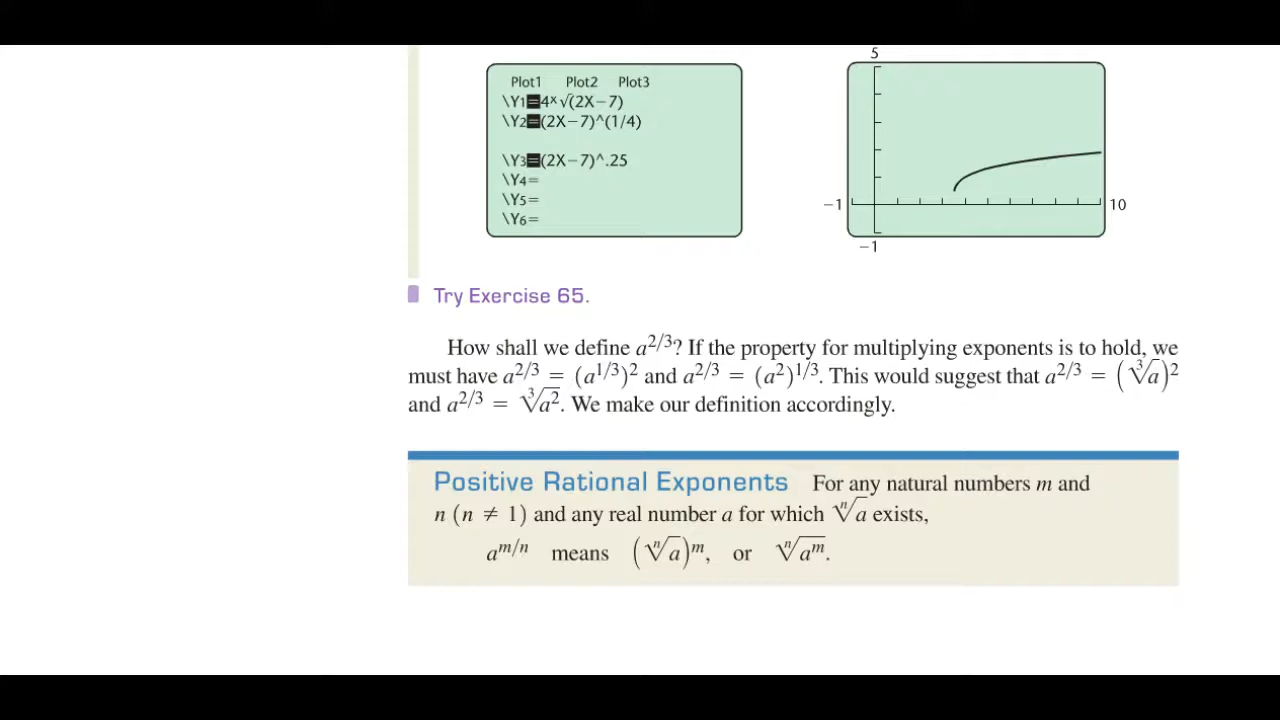 Plot1 Plot2 Plot3
\Y1=4ˣ√(2X−7)
\Y2=(2X−7)^(1/4)
\Y3=(2X−7)^.25
\Y4=
\Y5=
\Y6=
5
−1
10
−1
Try Exercise 65.
How shall we define a^{2/3}? If the property for multiplying exponents is to hold, we
must have a^{2/3} = (a^{1/3})^2 and a^{2/3} = (a^2)^{1/3}. This would suggest that a^{2/3} = (∛a)^2
and a^{2/3} = ∛a^2. We make our definition accordingly.
Positive Rational Exponents For any natural numbers m and
n (n ≠ 1) and any real number a for which ⁿ√a exists,
a^{m/n} means (ⁿ√a)^m, or ⁿ√a^m.